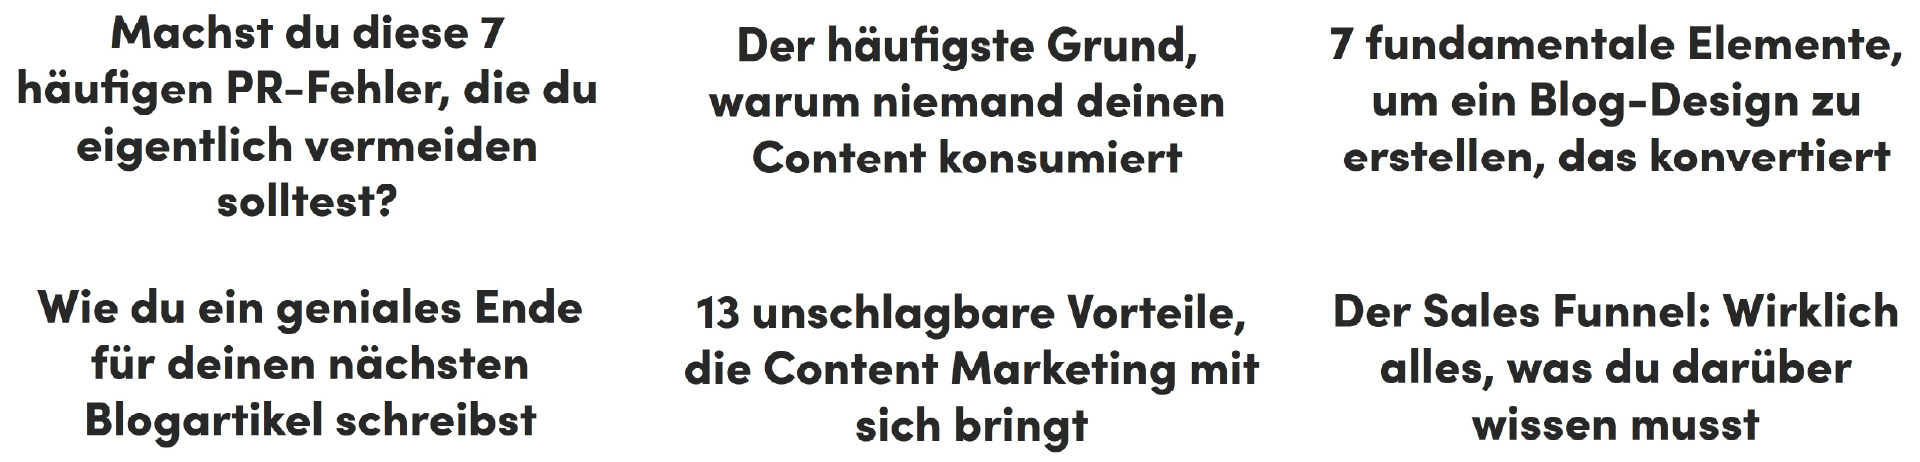 Machst du diese 7
häufigen PR-Fehler, die du
eigentlich vermeiden
solltest?
Der häufigste Grund,
warum niemand deinen
Content konsumiert
7 fundamentale Elemente,
um ein Blog-Design zu
erstellen, das konvertiert
Wie du ein geniales Ende
für deinen nächsten
Blogartikel schreibst
13 unschlagbare Vorteile,
die Content Marketing mit
sich bringt
Der Sales Funnel: Wirklich
alles, was du darüber
wissen musst